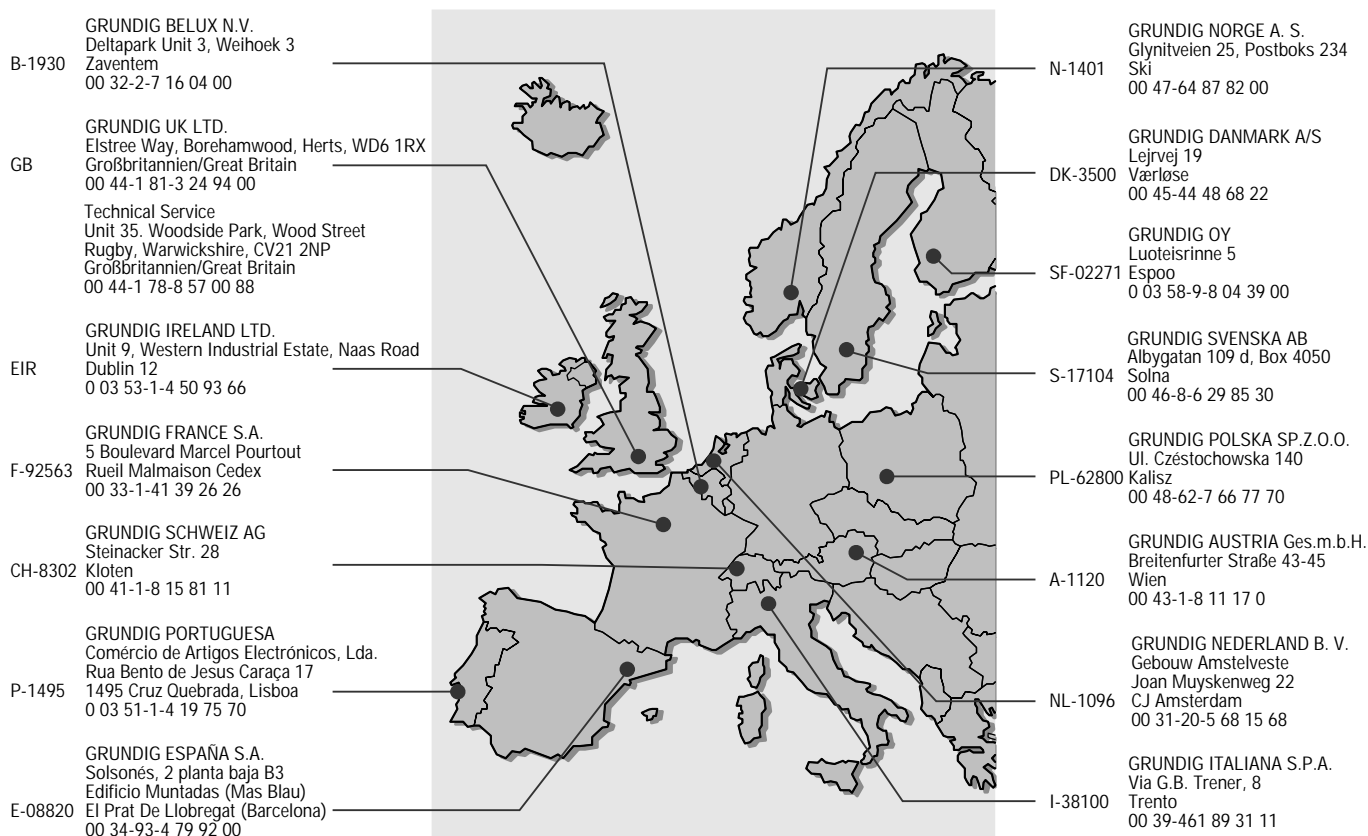 GRUNDIG BELUX N.V.
Deltapark Unit 3, Weihoek 3
B-1930 Zaventem
00 32-2-7 16 04 00
GRUNDIG UK LTD.
Elstree Way, Borehamwood, Herts, WD6 1RX
GB Großbritannien/Great Britain
00 44-1 81-3 24 94 00
Technical Service
Unit 35. Woodside Park, Wood Street
Rugby, Warwickshire, CV21 2NP
Großbritannien/Great Britain
00 44-1 78-8 57 00 88
GRUNDIG IRELAND LTD.
Unit 9, Western Industrial Estate, Naas Road
EIR Dublin 12
0 03 53-1-4 50 93 66
GRUNDIG FRANCE S.A.
5 Boulevard Marcel Pourtout
F-92563 Rueil Malmaison Cedex
00 33-1-41 39 26 26
GRUNDIG SCHWEIZ AG
Steinacker Str. 28
CH-8302 Kloten
00 41-1-8 15 81 11
GRUNDIG PORTUGUESA
Comércio de Artigos Electrónicos, Lda.
Rua Bento de Jesus Caraça 17
P-1495 1495 Cruz Quebrada, Lisboa
0 03 51-1-4 19 75 70
GRUNDIG ESPAÑA S.A.
Solsonés, 2 planta baja B3
Edificio Muntadas (Mas Blau)
E-08820 El Prat De Llobregat (Barcelona)
00 34-93-4 79 92 00
GRUNDIG NORGE A. S.
Glynitveien 25, Postboks 234
N-1401 Ski
00 47-64 87 82 00
GRUNDIG DANMARK A/S
Lejrvej 19
DK-3500 Værløse
00 45-44 48 68 22
GRUNDIG OY
Luoteisrinne 5
SF-02271 Espoo
0 03 58-9-8 04 39 00
GRUNDIG SVENSKA AB
Albygatan 109 d, Box 4050
S-17104 Solna
00 46-8-6 29 85 30
GRUNDIG POLSKA SP.Z.O.O.
Ul. Czéstochowska 140
PL-62800 Kalisz
00 48-62-7 66 77 70
GRUNDIG AUSTRIA Ges.m.b.H.
Breitenfurter Straße 43-45
A-1120 Wien
00 43-1-8 11 17 0
GRUNDIG NEDERLAND B. V.
Gebouw Amstelveste
Joan Muyskenweg 22
NL-1096 CJ Amsterdam
00 31-20-5 68 15 68
GRUNDIG ITALIANA S.P.A.
Via G.B. Trener, 8
I-38100 Trento
00 39-461 89 31 11